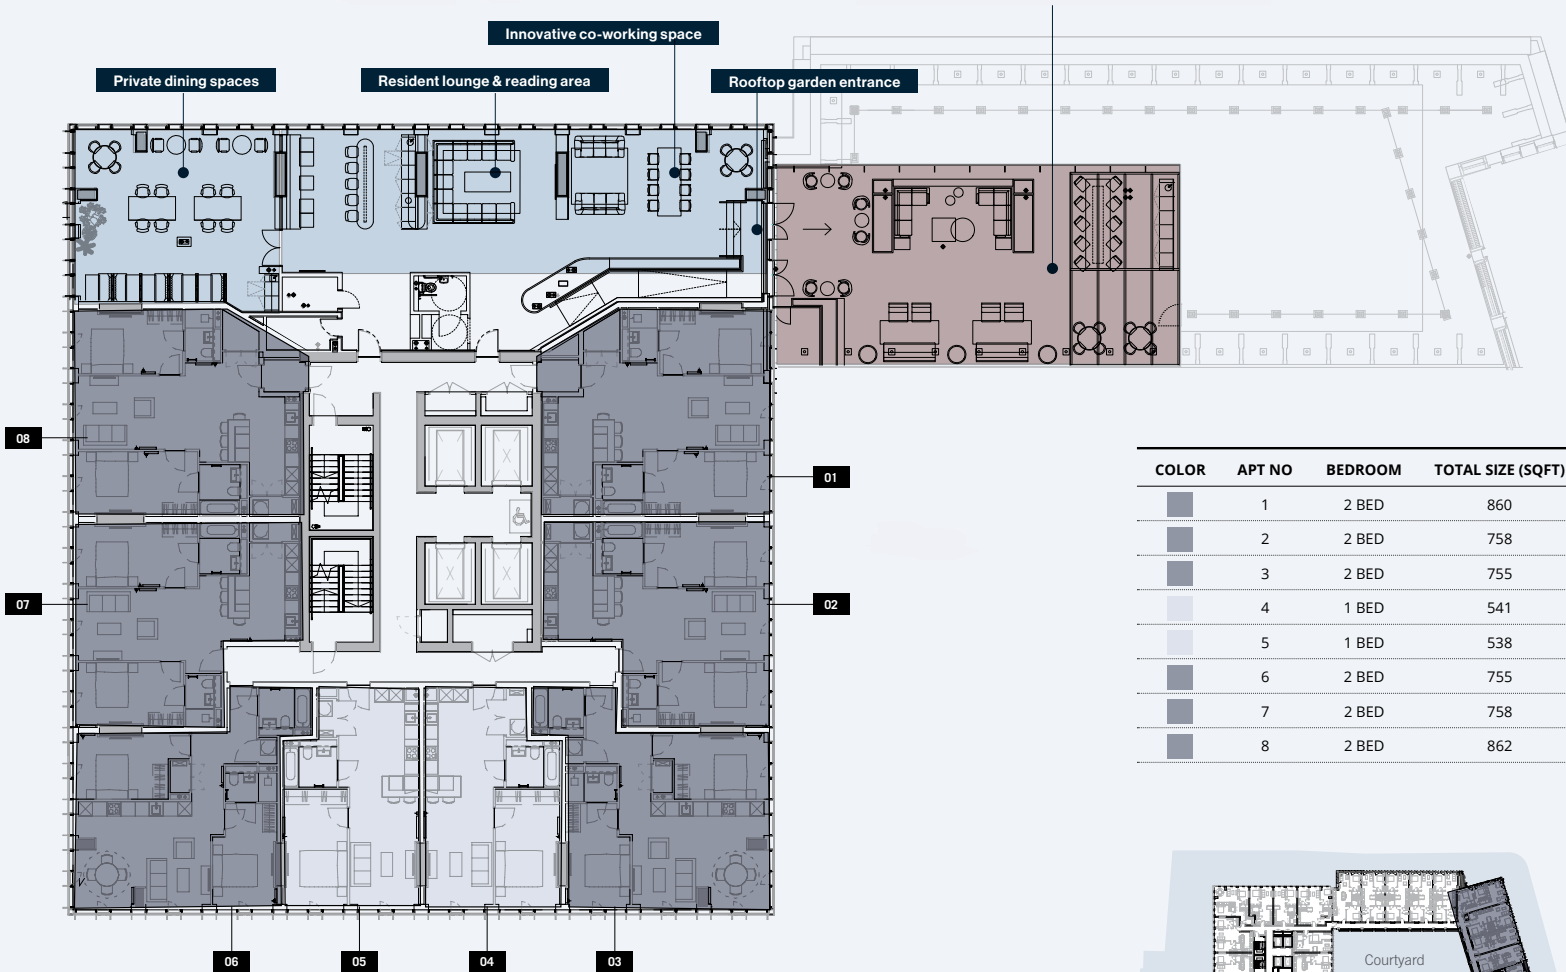 Innovative co-working space
Private dining spaces
Resident lounge & reading area
Rooftop garden entrance
08
01
07
02
06
05
04
03
COLOR APT NO BEDROOM TOTAL SIZE (SQFT)
1 2 BED 860
2 2 BED 758
3 2 BED 755
4 1 BED 541
5 1 BED 538
6 2 BED 755
7 2 BED 758
8 2 BED 862
Courtyard